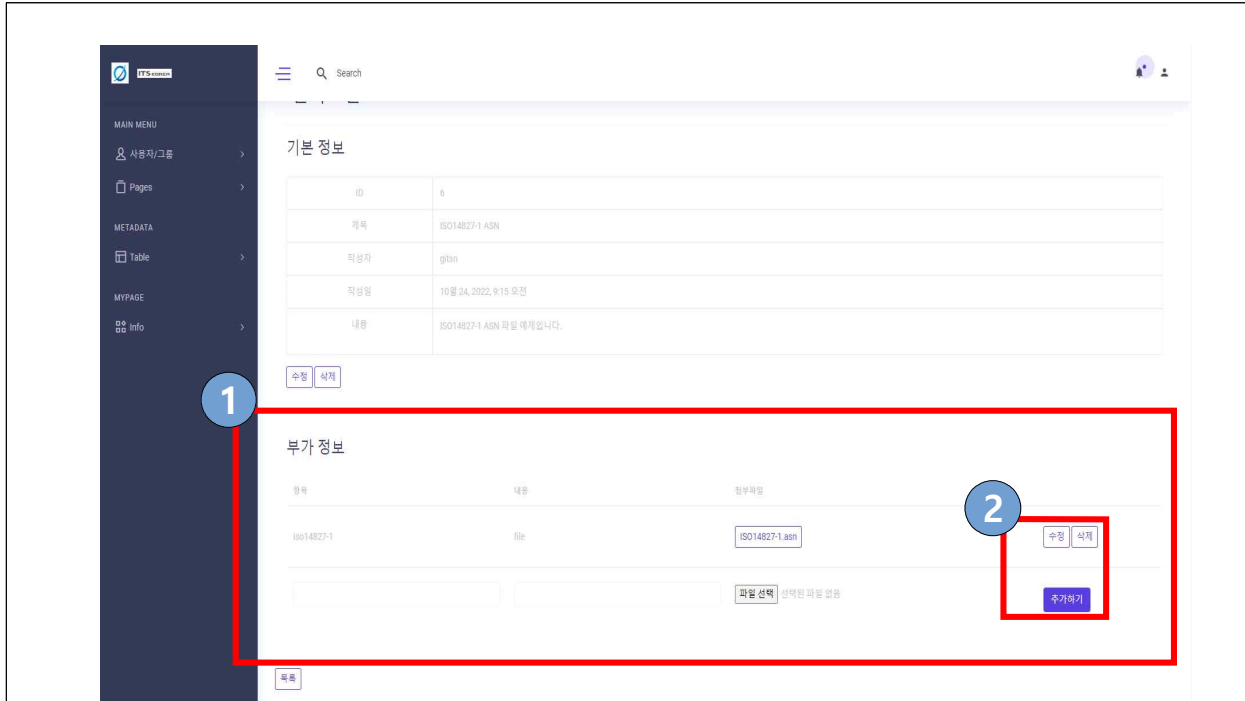 ITS KOREA
Search
MAIN MENU
사용자/그룹
Pages
METADATA
Table
MYPAGE
Info
기본 정보
ID 6
제목 ISO14827-1 ASN
작성자 gitsn
작성일 10월 24, 2022, 9:15 오전
내용 ISO14827-1 ASN 파일 예제입니다.
수정 삭제
1
부가 정보
항목 내용 첨부파일
2
iso14827-1 file ISO14827-1.asn 수정 삭제
파일 선택 선택된 파일 없음 추가하기
목록